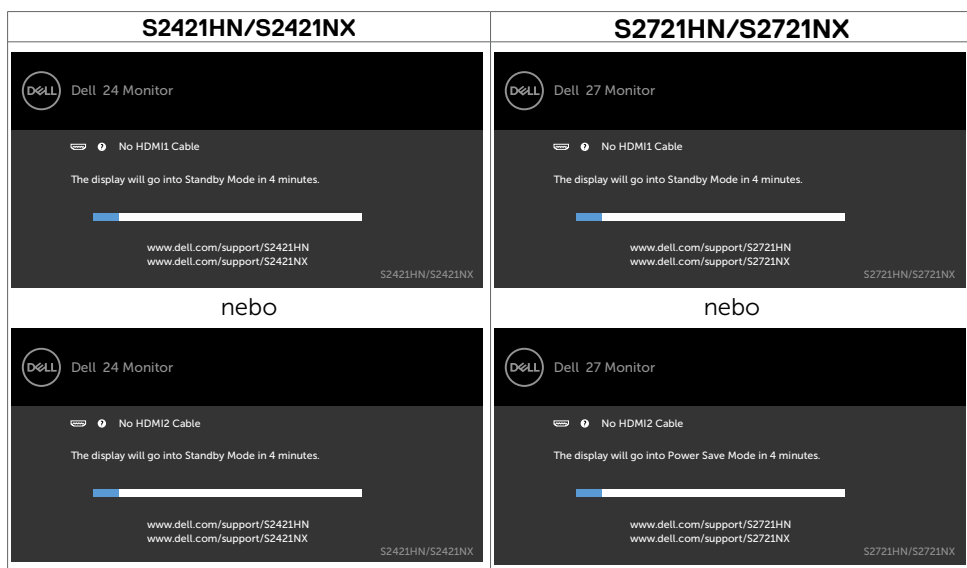 S2421HN/S2421NX
S2721HN/S2721NX
DELL
Dell 24 Monitor
No HDMI1 Cable
The display will go into Standby Mode in 4 minutes.
www.dell.com/support/S2421HN
www.dell.com/support/S2421NX
S2421HN/S2421NX
DELL
Dell 27 Monitor
No HDMI1 Cable
The display will go into Standby Mode in 4 minutes.
www.dell.com/support/S2721HN
www.dell.com/support/S2721NX
S2721HN/S2721NX
nebo
nebo
DELL
Dell 24 Monitor
? No HDMI2 Cable
The display will go into Standby Mode in 4 minutes.
www.dell.com/support/S2421HN
www.dell.com/support/S2421NX
S2421HN/S2421NX
DELL
Dell 27 Monitor
? No HDMI2 Cable
The display will go into Power Save Mode in 4 minutes.
www.dell.com/support/S2721HN
www.dell.com/support/S2721NX
S2721HN/S2721NX